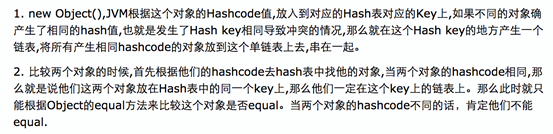 1. new Object(),JVM根据这个对象的Hashcode值,放入到对应的Hash表对应的Key上,如果不同的对象确
产生了相同的hash值,也就是发生了Hash key相同导致冲突的情况,那么就在这个Hash key的地方产生一个
链表,将所有产生相同hashcode的对象放到这个单链表上去,串在一起。
2. 比较两个对象的时候,首先根据他们的hashcode去hash表中找他的对象,当两个对象的hashcode相同,那
么就是说他们这两个对象放在Hash表中的同一个key上,那么他们一定在这个key上的链表上。那么此时就只
能根据Object的equal方法来比较这个对象是否equal。当两个对象的hashcode不同的话，肯定他们不能
equal.